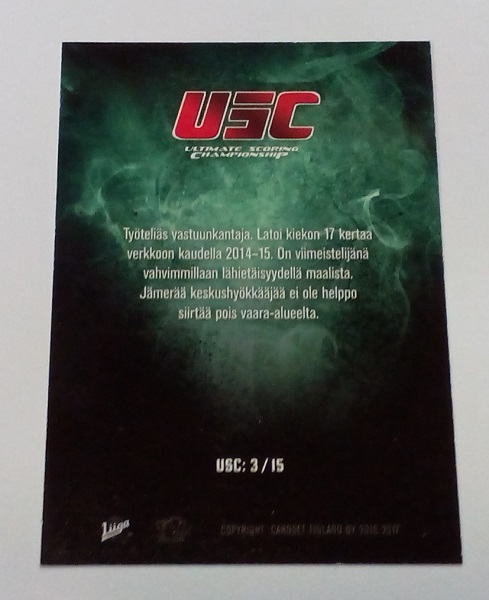 USC
ULTIMATE SCORING
CHAMPIONSHIP
Työteliäs vastuunkantaja. Latoi kiekon 17 kertaa
verkkoon kaudella 2014–15. On viimeistelijänä
vahvimmillaan lähietäisyydellä maalista.
Jämerää keskushyökkääjää ei ole helppo
siirtää pois vaara-alueelta.
USC: 3 / 15
Liiga
COPYRIGHT CARDSET FINLAND OY 2016-2017